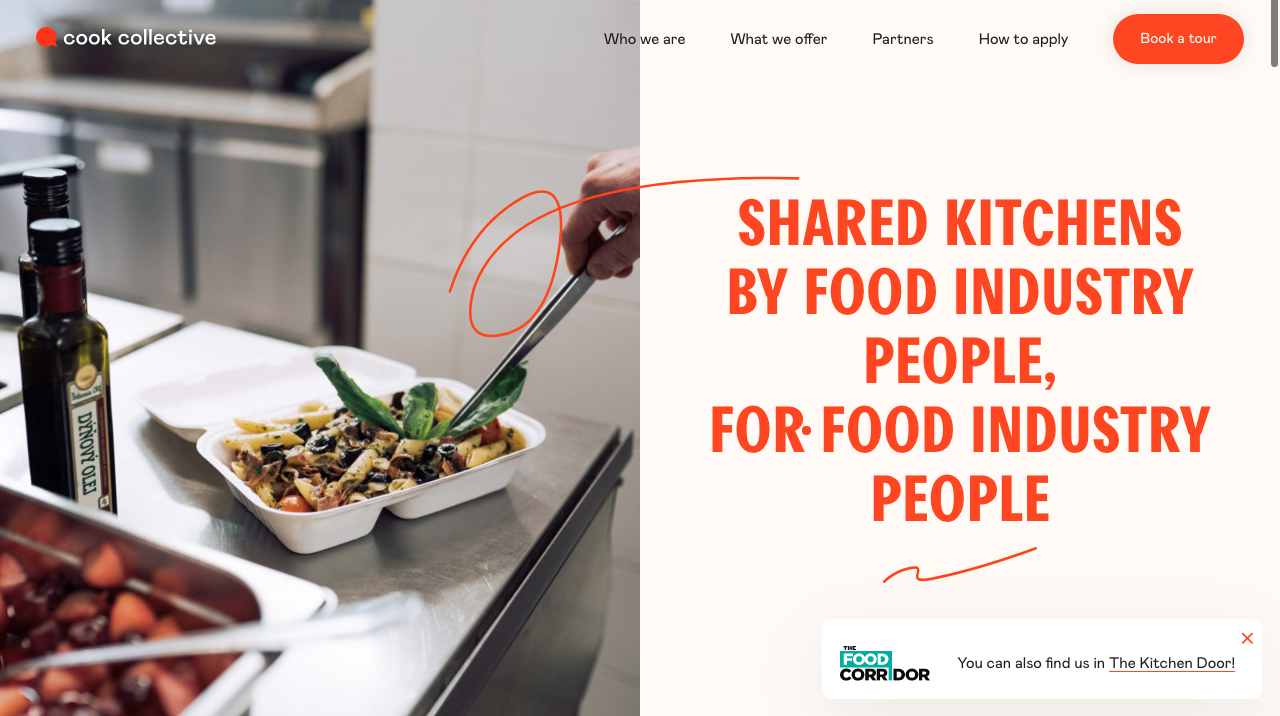 cook collective
Who we are
What we offer
Partners
How to apply
Book a tour
SHARED KITCHENS
BY FOOD INDUSTRY
PEOPLE,
FOR FOOD INDUSTRY
PEOPLE
DÝŇOVÝ OLEJ
THE
FOOD
CORRIDOR
You can also find us in The Kitchen Door!